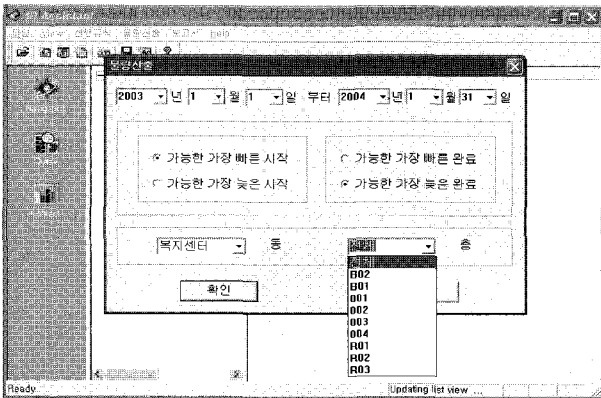 Assistant
View
Help
물량산출
2003 년 1 월 1 일 부터 2004 년 1 월 31 일
가능한 가장 빠른 시작
가능한 가장 빠른 완료
가능한 가장 늦은 시작
가능한 가장 늦은 완료
복지센터 동
층
B02
B01
001
002
003
004
R01
R02
R03
확인
Ready
Updating list view ...